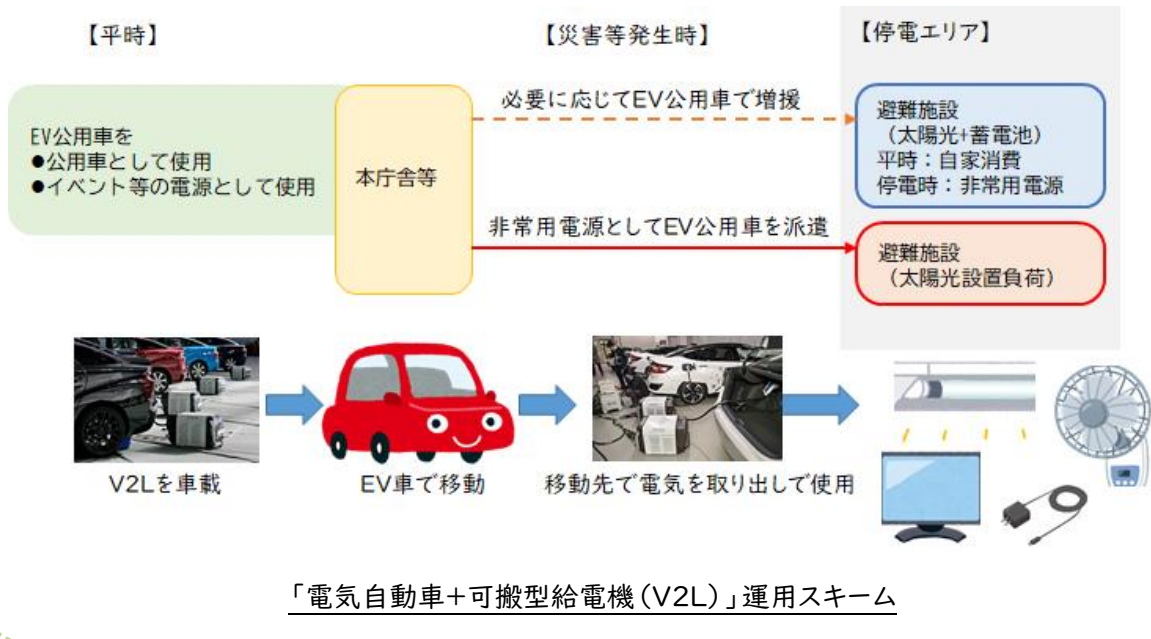 【平時】
【災害等発生時】
【停電エリア】
EV公用車を
●公用車として使用
●イベント等の電源として使用
本庁舎等
必要に応じてEV公用車で増援
非常用電源としてEV公用車を派遣
避難施設
（太陽光+蓄電池）
平時：自家消費
停電時：非常用電源
避難施設
（太陽光設置負荷）
V2Lを車載
EV車で移動
移動先で電気を取り出しで使用
「電気自動車＋可搬型給電機（V2L）」運用スキーム